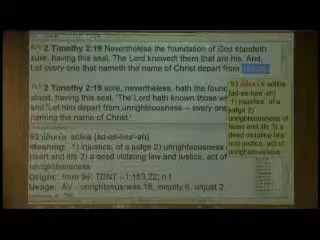 2 Timothy 2:19 Nevertheless the foundation of God standeth
sure, having this seal, The Lord knoweth them that are his. And,
Let every one that nameth the name of Christ depart from
2 Timothy 2:19 sure, nevertheless, hath the foundation
stood, having this seal, 'The Lord hath known those who
and 'Let him depart from unrighteousness -- every one
naming the name of Christ.'
93 adikia
(ad-ee-kee'-ah)
1) injustice, of a
judge 2)
unrighteousness of
heart and life 3) a
deed violating law
and justice, act of
unrighteousness
93 adikia (ad-ee-kee'-ah)
Meaning: 1) injustice, of a judge 2) unrighteousness
heart and life 3) a deed violating law and justice, act of
unrighteousness
Origin: from 94; TDNT - 1:153,22; n f
Usage: AV - unrighteousness 16, iniquity 6, unjust 2